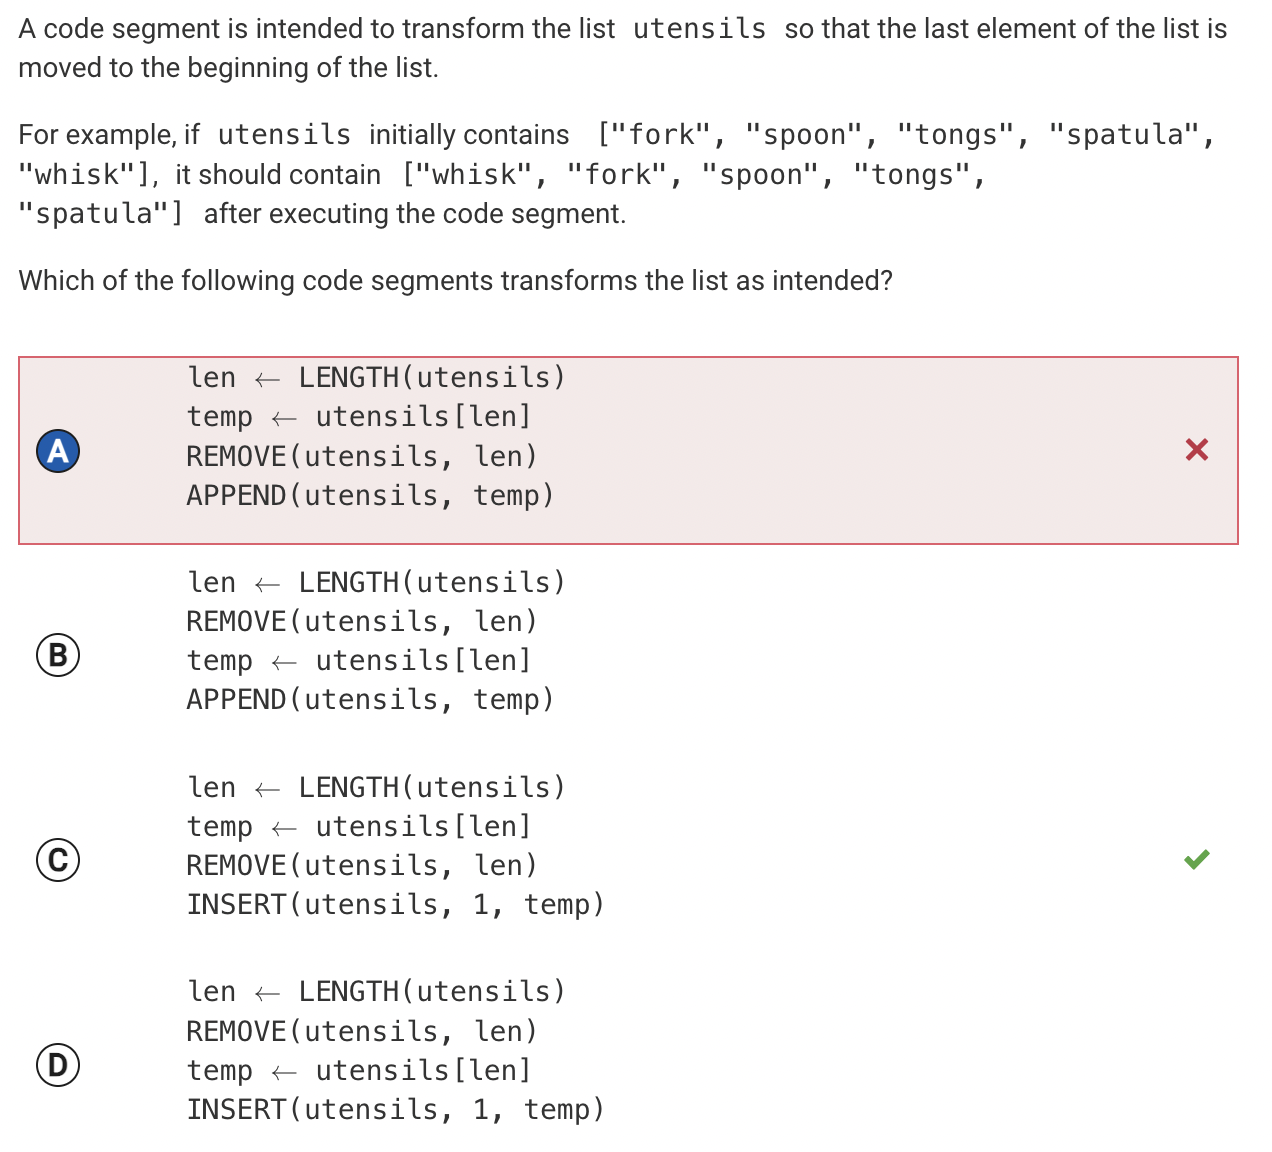 A code segment is intended to transform the list utensils so that the last element of the list is
moved to the beginning of the list.
For example, if utensils initially contains ["fork", "spoon", "tongs", "spatula",
"whisk"], it should contain ["whisk", "fork", "spoon", "tongs",
"spatula"] after executing the code segment.
Which of the following code segments transforms the list as intended?
len ← LENGTH(utensils)
temp ← utensils[len]
A
REMOVE(utensils, len)
APPEND(utensils, temp)
len ← LENGTH(utensils)
REMOVE(utensils, len)
B
temp ← utensils[len]
APPEND(utensils, temp)
len ← LENGTH(utensils)
temp ← utensils[len]
C
REMOVE(utensils, len)
INSERT(utensils, 1, temp)
len ← LENGTH(utensils)
REMOVE(utensils, len)
D
temp ← utensils[len]
INSERT(utensils, 1, temp)